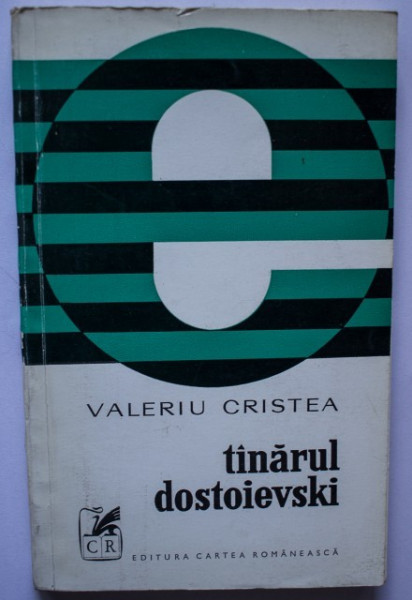 e
VALERIU CRISTEA
tînărul
dostoievski
CR
EDITURA CARTEA ROMÂNEASCĂ